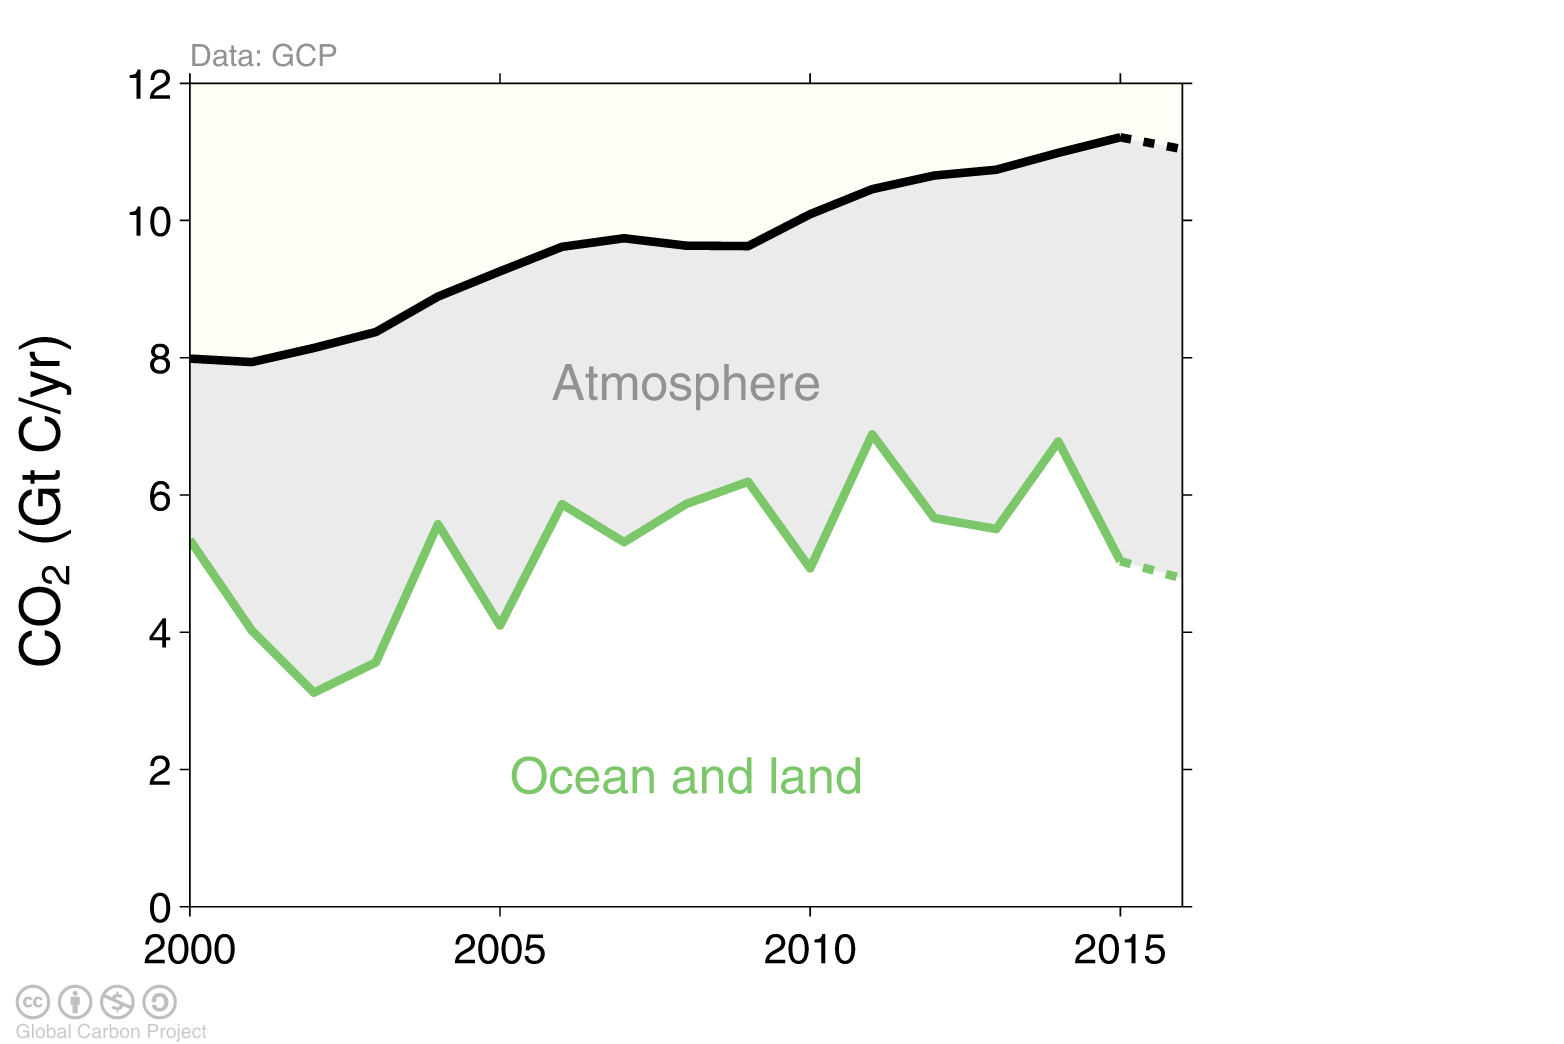 Data: GCP
12
10
8
6
4
2
0
CO₂ (Gt C/yr)
Atmosphere
Ocean and land
2000 2005 2010 2015
cc
Global Carbon Project